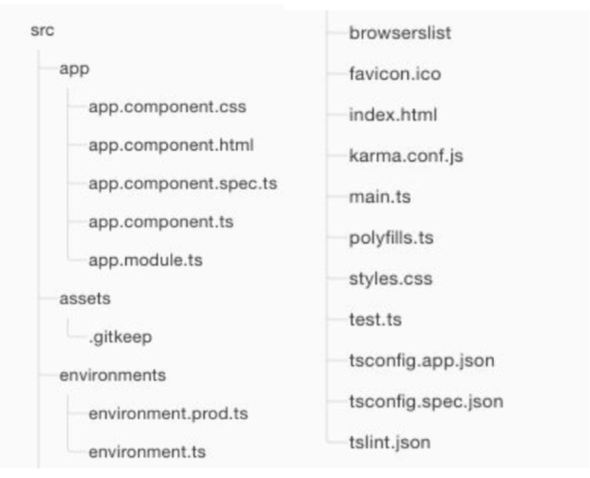 src
app
app.component.css
app.component.html
app.component.spec.ts
app.component.ts
app.module.ts
assets
.gitkeep
environments
environment.prod.ts
environment.ts
browserslist
favicon.ico
index.html
karma.conf.js
main.ts
polyfills.ts
styles.css
test.ts
tsconfig.app.json
tsconfig.spec.json
tslint.json